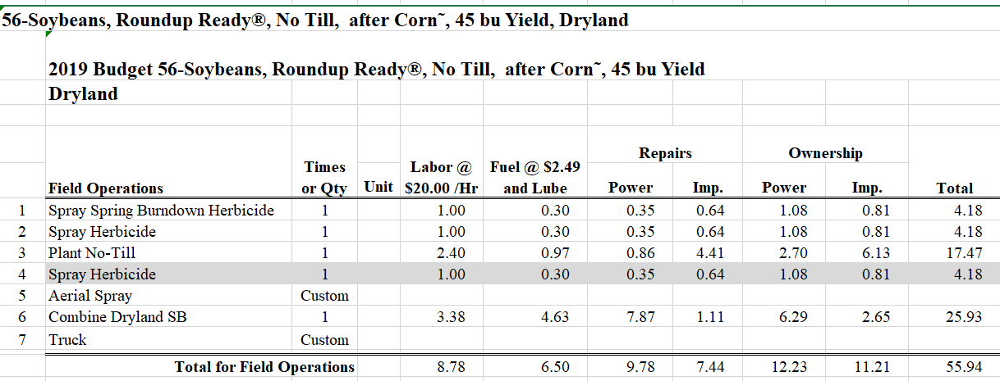 56-Soybeans, Roundup Ready®, No Till,  after Corn˜, 45 bu Yield, Dryland
2019 Budget 56-Soybeans, Roundup Ready®, No Till,  after Corn˜, 45 bu Yield
Dryland
Repairs Ownership
Times Labor @ Fuel @ $2.49
Field Operations or Qty Unit $20.00 /Hr and Lube Power Imp. Power Imp. Total
1 Spray Spring Burndown Herbicide 1 1.00 0.30 0.35 0.64 1.08 0.81 4.18
2 Spray Herbicide 1 1.00 0.30 0.35 0.64 1.08 0.81 4.18
3 Plant No-Till 1 2.40 0.97 0.86 4.41 2.70 6.13 17.47
4 Spray Herbicide 1 1.00 0.30 0.35 0.64 1.08 0.81 4.18
5 Aerial Spray Custom
6 Combine Dryland SB 1 3.38 4.63 7.87 1.11 6.29 2.65 25.93
7 Truck Custom
Total for Field Operations 8.78 6.50 9.78 7.44 12.23 11.21 55.94